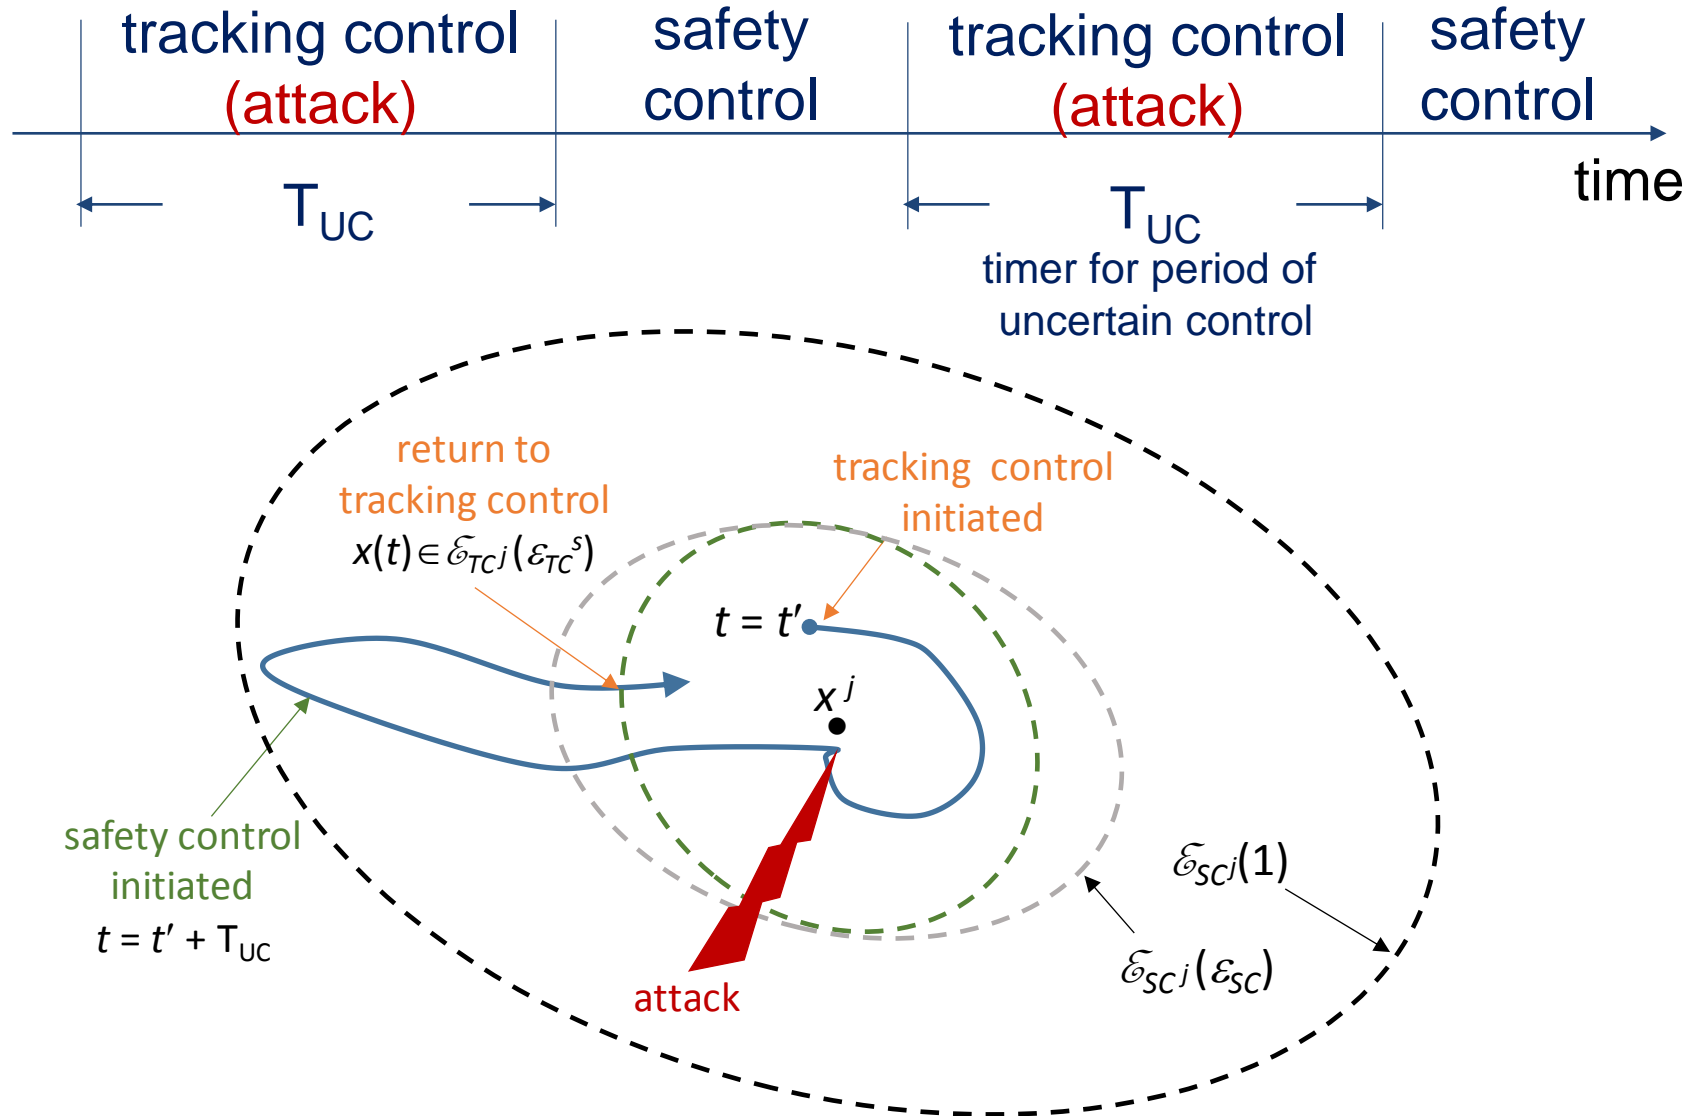 tracking control
(attack)
safety
control
tracking control
(attack)
safety
control
time
T_UC
T_UC
timer for period of
uncertain control
return to
tracking control
x(t) ∈ ℰ_TC^j(ε_TC^s)
tracking control
initiated
t = t′
x^j
safety control
initiated
t = t′ + T_UC
attack
ℰ_SC^j(1)
ℰ_SC^j(ε_SC)